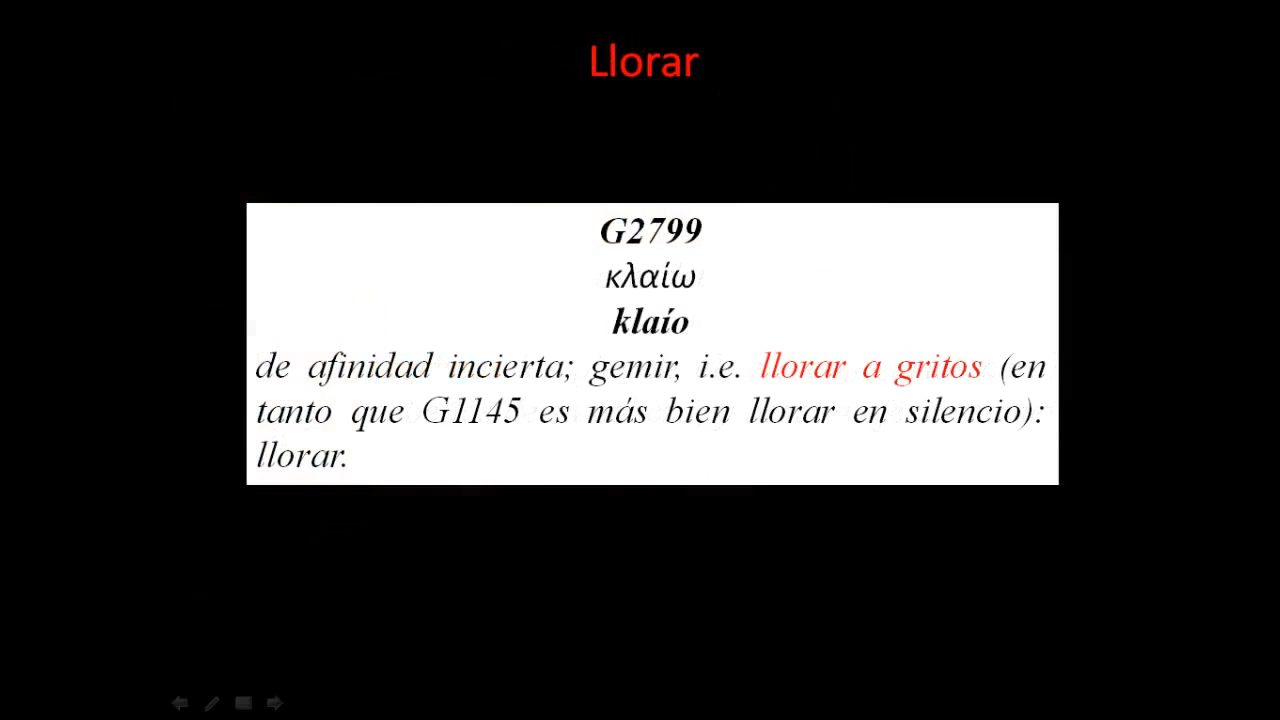 Llorar
G2799
κλαίω
klaío
de afinidad incierta; gemir, i.e. llorar a gritos (en
tanto que G1145 es más bien llorar en silencio):
llorar.